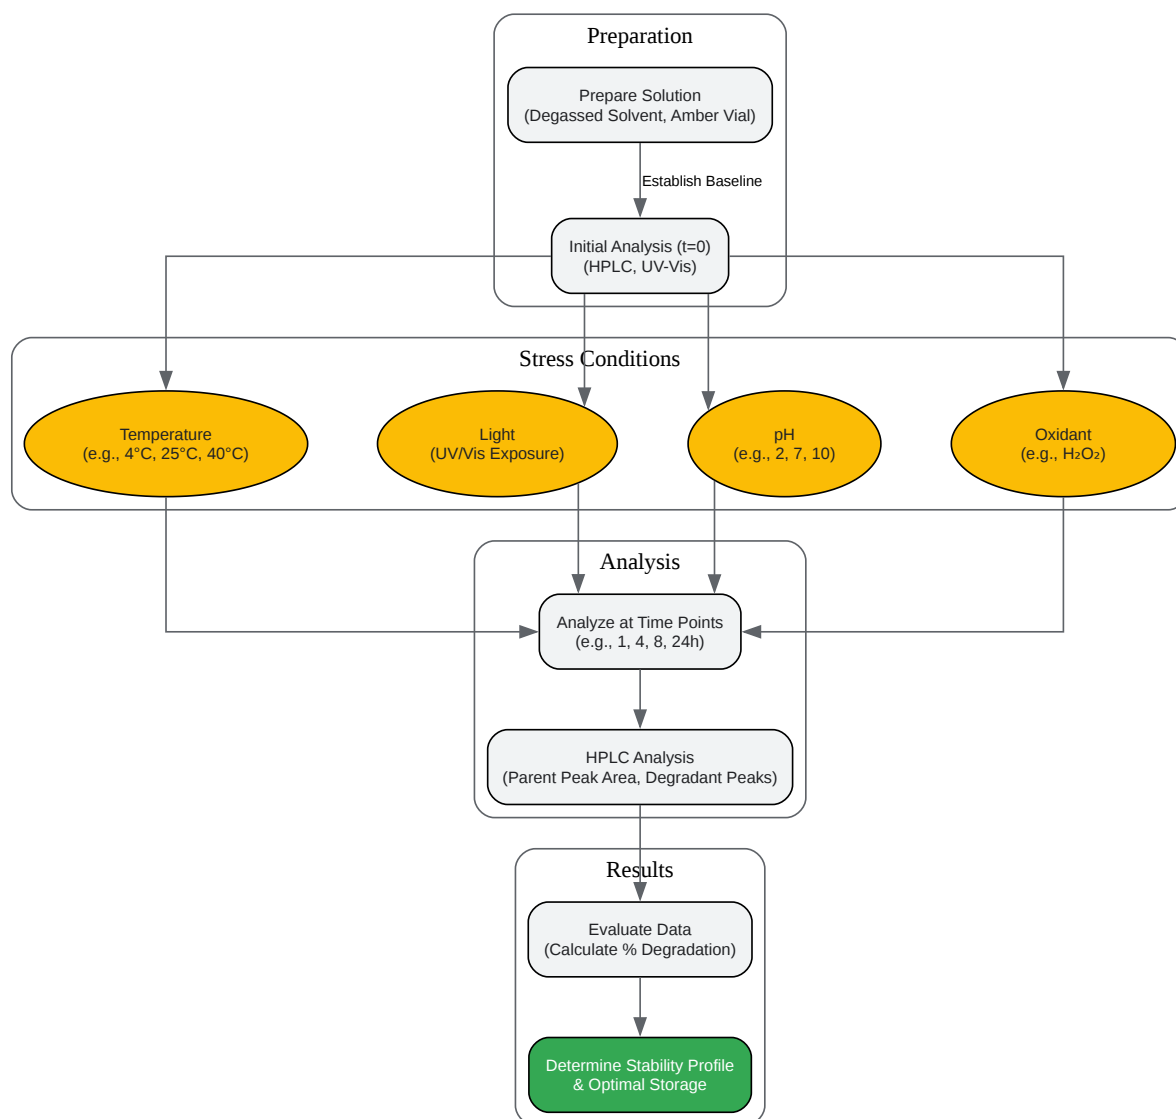 Preparation
Prepare Solution
(Degassed Solvent, Amber Vial)
Establish Baseline
Initial Analysis (t=0)
(HPLC, UV-Vis)
Stress Conditions
Temperature
(e.g., 4°C, 25°C, 40°C)
Light
(UV/Vis Exposure)
pH
(e.g., 2, 7, 10)
Oxidant
(e.g., H₂O₂)
Analysis
Analyze at Time Points
(e.g., 1, 4, 8, 24h)
HPLC Analysis
(Parent Peak Area, Degradant Peaks)
Results
Evaluate Data
(Calculate % Degradation)
Determine Stability Profile
& Optimal Storage